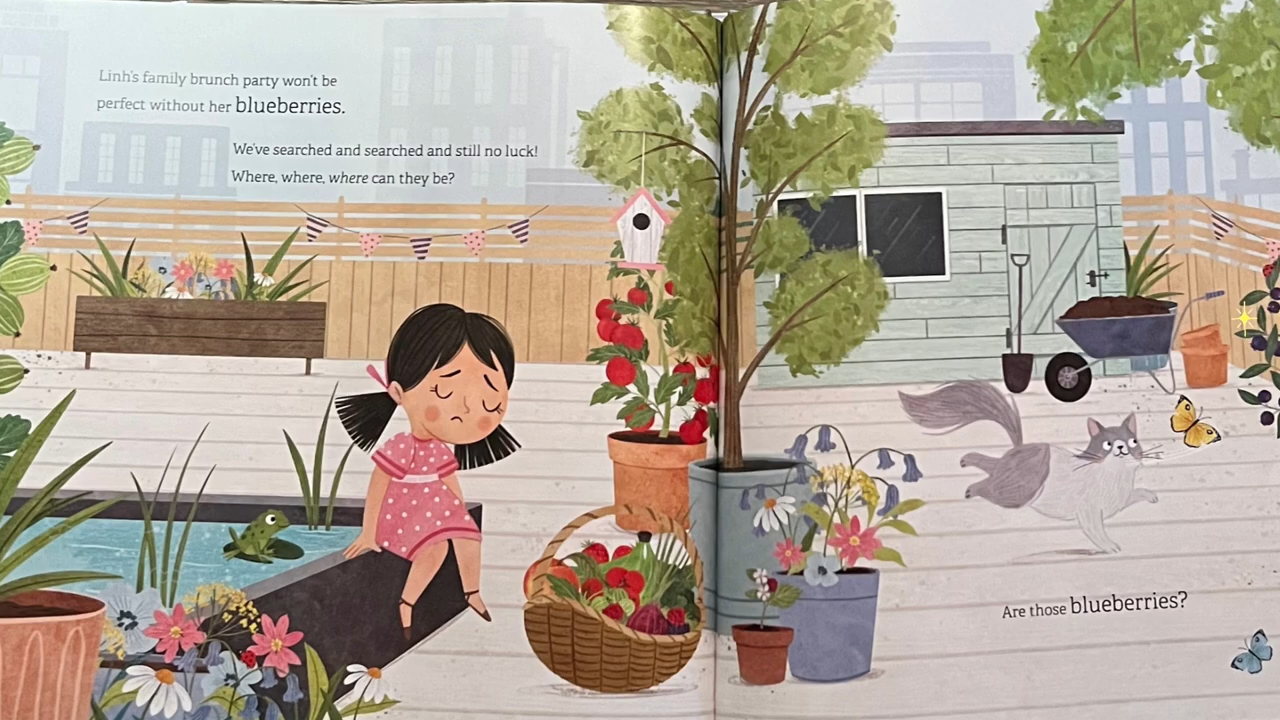 Linh's family brunch party won't be
perfect without her blueberries.
We've searched and searched and still no luck!
Where, where, where can they be?
Are those blueberries?